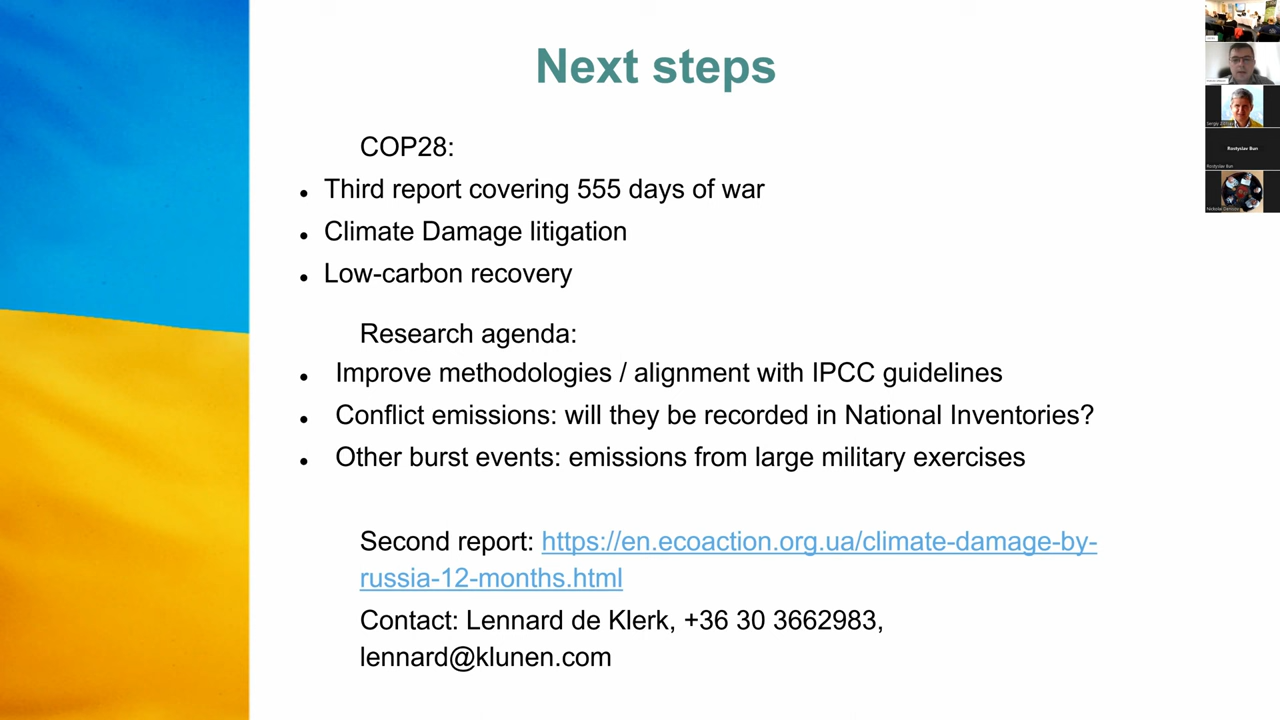 Next steps
COP28:
Third report covering 555 days of war
Climate Damage litigation
Low-carbon recovery
Research agenda:
Improve methodologies / alignment with IPCC guidelines
Conflict emissions: will they be recorded in National Inventories?
Other burst events: emissions from large military exercises
Second report: https://en.ecoaction.org.ua/climate-damage-by-
russia-12-months.html
Contact: Lennard de Klerk, +36 30 3662983,
lennard@klunen.com
Rostyslav Bun
Rostyslav Bun